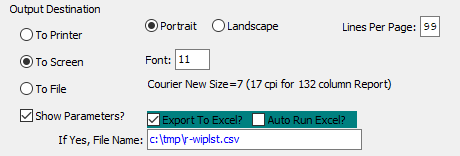 Output Destination
To Printer
Portrait
Landscape
Lines Per Page: 99
To Screen
Font: 11
To File
Courier New Size=7 (17 cpi for 132 column Report)
Show Parameters?
Export To Excel?
Auto Run Excel?
If Yes, File Name: c:\tmp\r-wiplst.csv